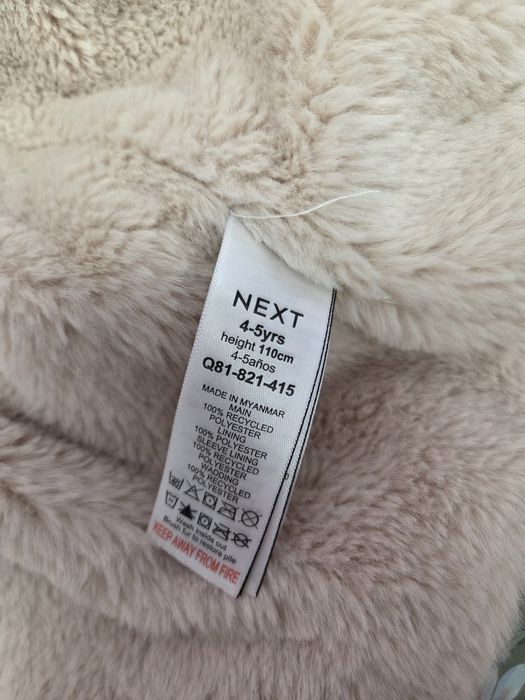 NEXT
4-5yrs
height 110cm
4-5años
Q81-821-415
MADE IN MYANMAR
MAIN
100% RECYCLED
POLYESTER
LINING
100% POLYESTER
SLEEVE LINING
100% RECYCLED
POLYESTER
WADDING
100% RECYCLED
POLYESTER
Wash inside out
Brush fur to restore pile
KEEP AWAY FROM FIRE